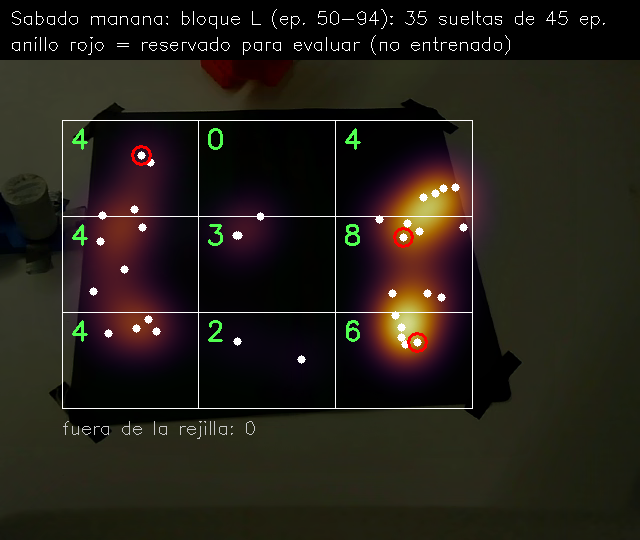 Sabado manana: bloque L (ep. 50-94): 35 sueltas de 45 ep.
anillo rojo = reservado para evaluar (no entrenado)
4 0 4
4 3 8
4 2 6
fuera de la rejilla: 0